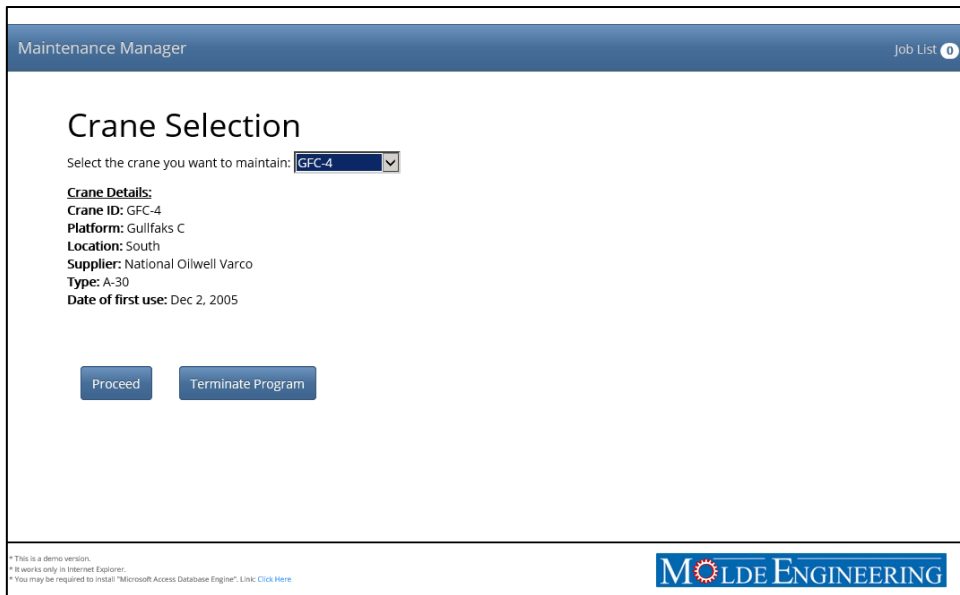 Maintenance Manager
Job List 0
Crane Selection
Select the crane you want to maintain: GFC-4
Crane Details:
Crane ID: GFC-4
Platform: Gullfaks C
Location: South
Supplier: National Oilwell Varco
Type: A-30
Date of first use: Dec 2, 2005
Proceed
Terminate Program
* This is a demo version.
* It works only in Internet Explorer.
* You may be required to install "Microsoft Access Database Engine". Link: Click Here
MOLDE ENGINEERING